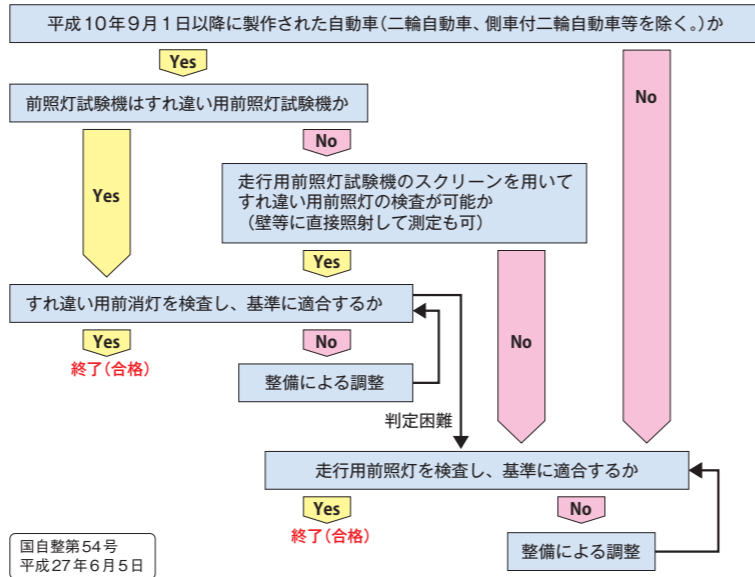 平成10年9月1日以降に製作された自動車(二輪自動車、側車付二輪自動車等を除く。)か
Yes
No
前照灯試験機はすれ違い用前照灯試験機か
Yes
No
走行用前照灯試験機のスクリーンを用いて
すれ違い用前照灯の検査が可能か
(壁等に直接照射して測定も可)
Yes
No
すれ違い用前消灯を検査し、基準に適合するか
Yes
No
終了(合格)
整備による調整
判定困難
走行用前照灯を検査し、基準に適合するか
Yes
No
終了(合格)
整備による調整
国自整第54号
平成27年6月5日